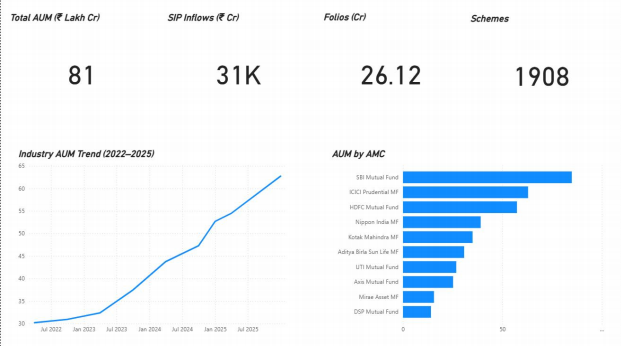 Total AUM (₹ Lakh Cr)
SIP Inflows (₹ Cr)
Folios (Cr)
Schemes
81
31K
26.12
1908
Industry AUM Trend (2022–2025)
AUM by AMC
65
60
55
50
45
40
35
30
Jul 2022
Jan 2023
Jul 2023
Jan 2024
Jul 2024
Jan 2025
Jul 2025
SBI Mutual Fund
ICICI Prudential MF
HDFC Mutual Fund
Nippon India MF
Kotak Mahindra MF
Aditya Birla Sun Life MF
UTI Mutual Fund
Axis Mutual Fund
Mirae Asset MF
DSP Mutual Fund
0
50
...